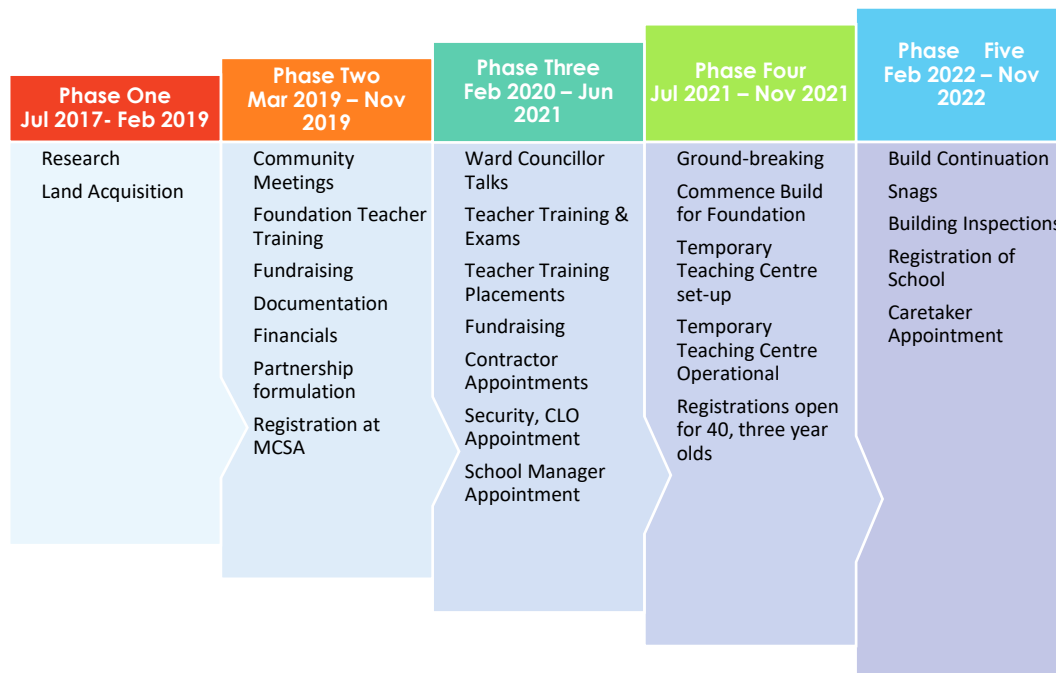 Phase One
Jul 2017- Feb 2019
Research
Land Acquisition
Phase Two
Mar 2019 – Nov
2019
Community
Meetings
Foundation Teacher
Training
Fundraising
Documentation
Financials
Partnership
formulation
Registration at
MCSA
Phase Three
Feb 2020 – Jun
2021
Ward Councillor
Talks
Teacher Training &
Exams
Teacher Training
Placements
Fundraising
Contractor
Appointments
Security, CLO
Appointment
School Manager
Appointment
Phase Four
Jul 2021 – Nov 2021
Ground-breaking
Commence Build
for Foundation
Temporary
Teaching Centre
set-up
Temporary
Teaching Centre
Operational
Registrations open
for 40, three year
olds
Phase Five
Feb 2022 – Nov
2022
Build Continuation
Snags
Building Inspections
Registration of
School
Caretaker
Appointment